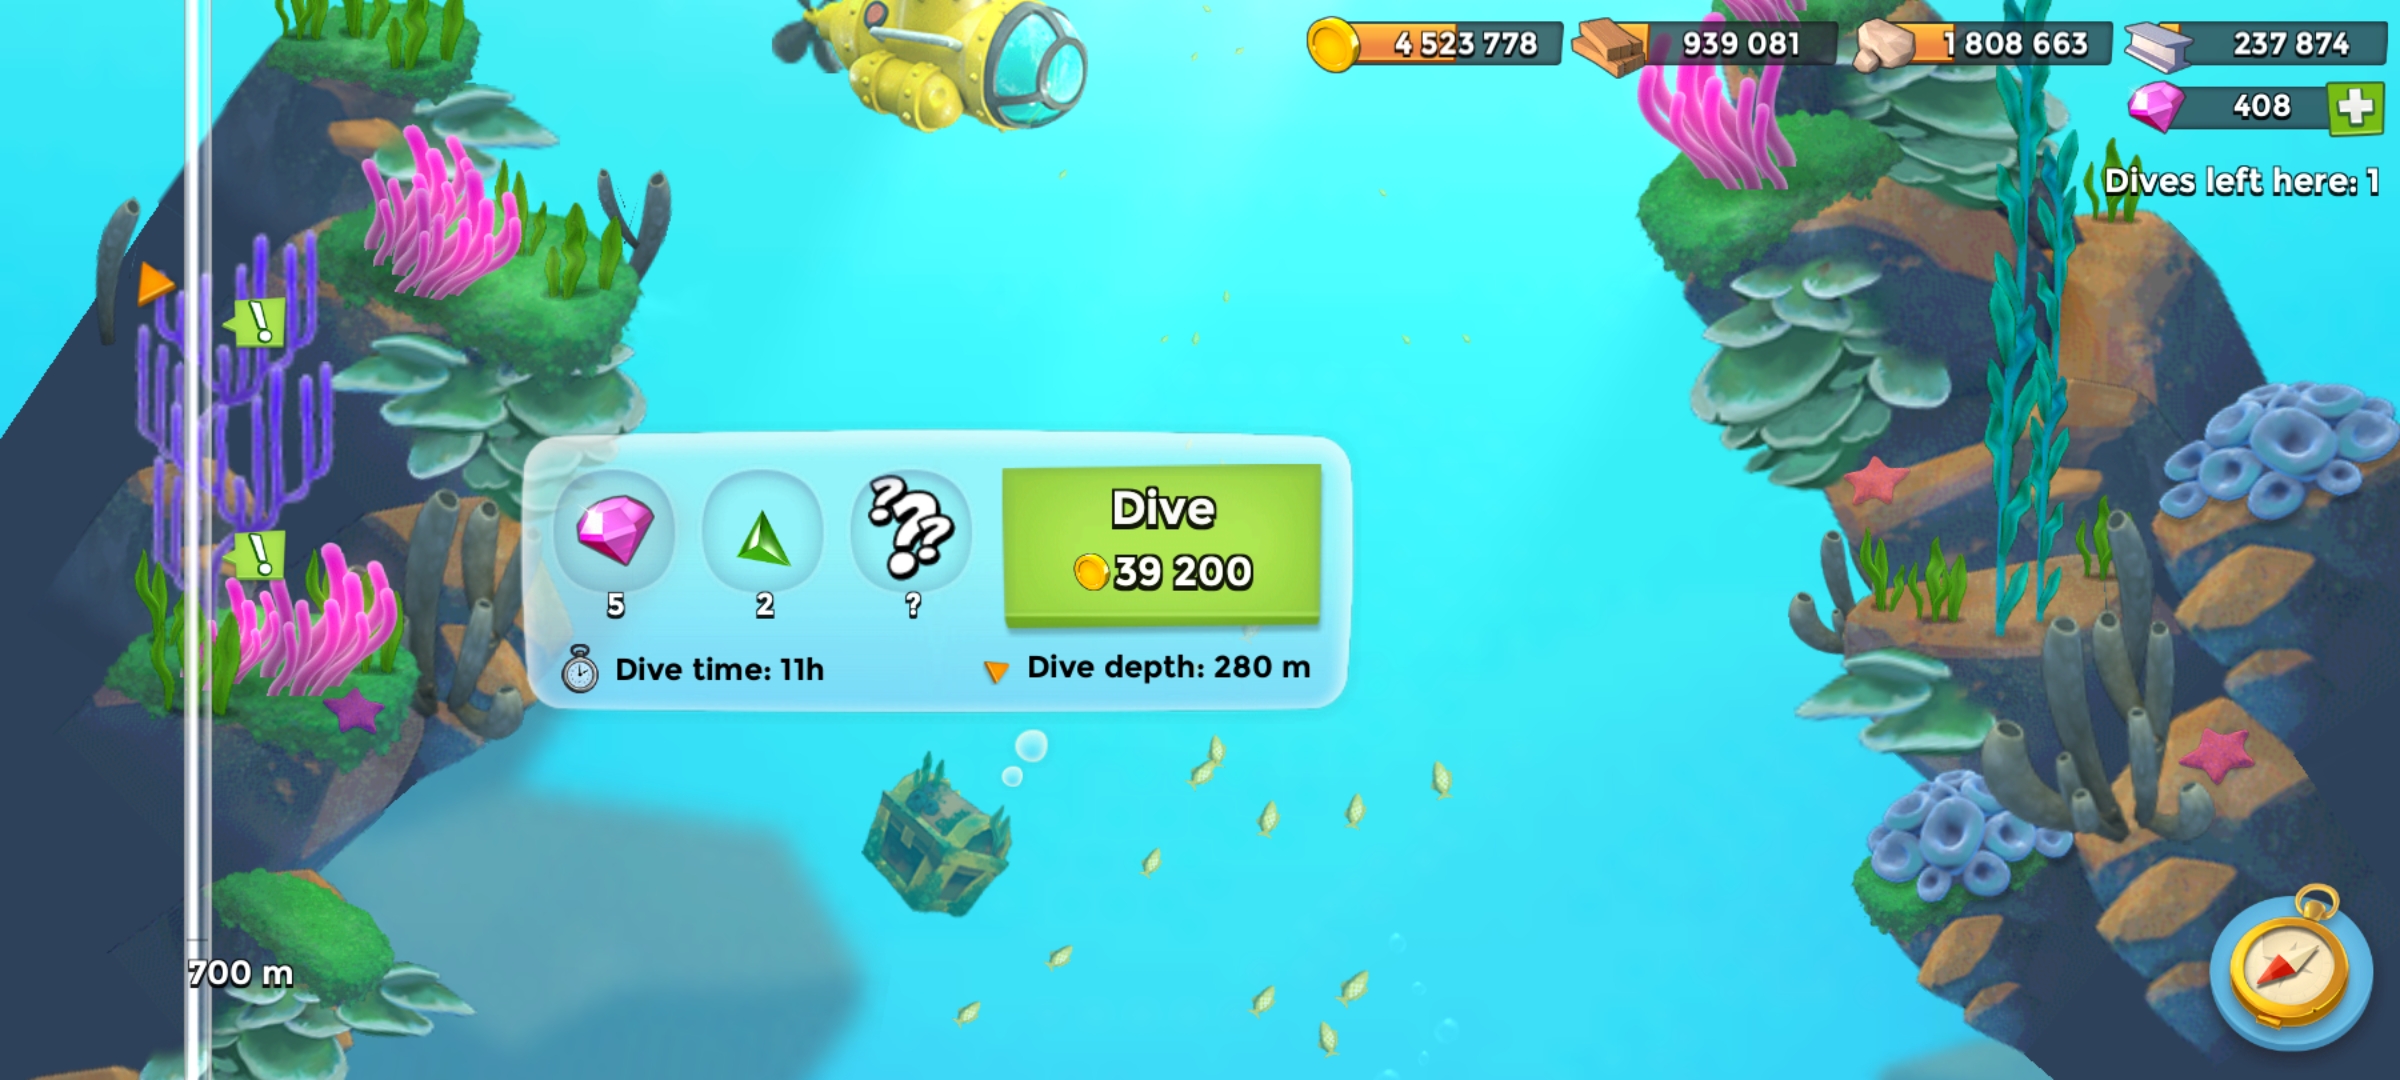 4 523 778
939 081
1 808 663
237 874
408
Dives left here: 1
!
!
Dive
39 200
5
2
???
?
Dive time: 11h
Dive depth: 280 m
700 m